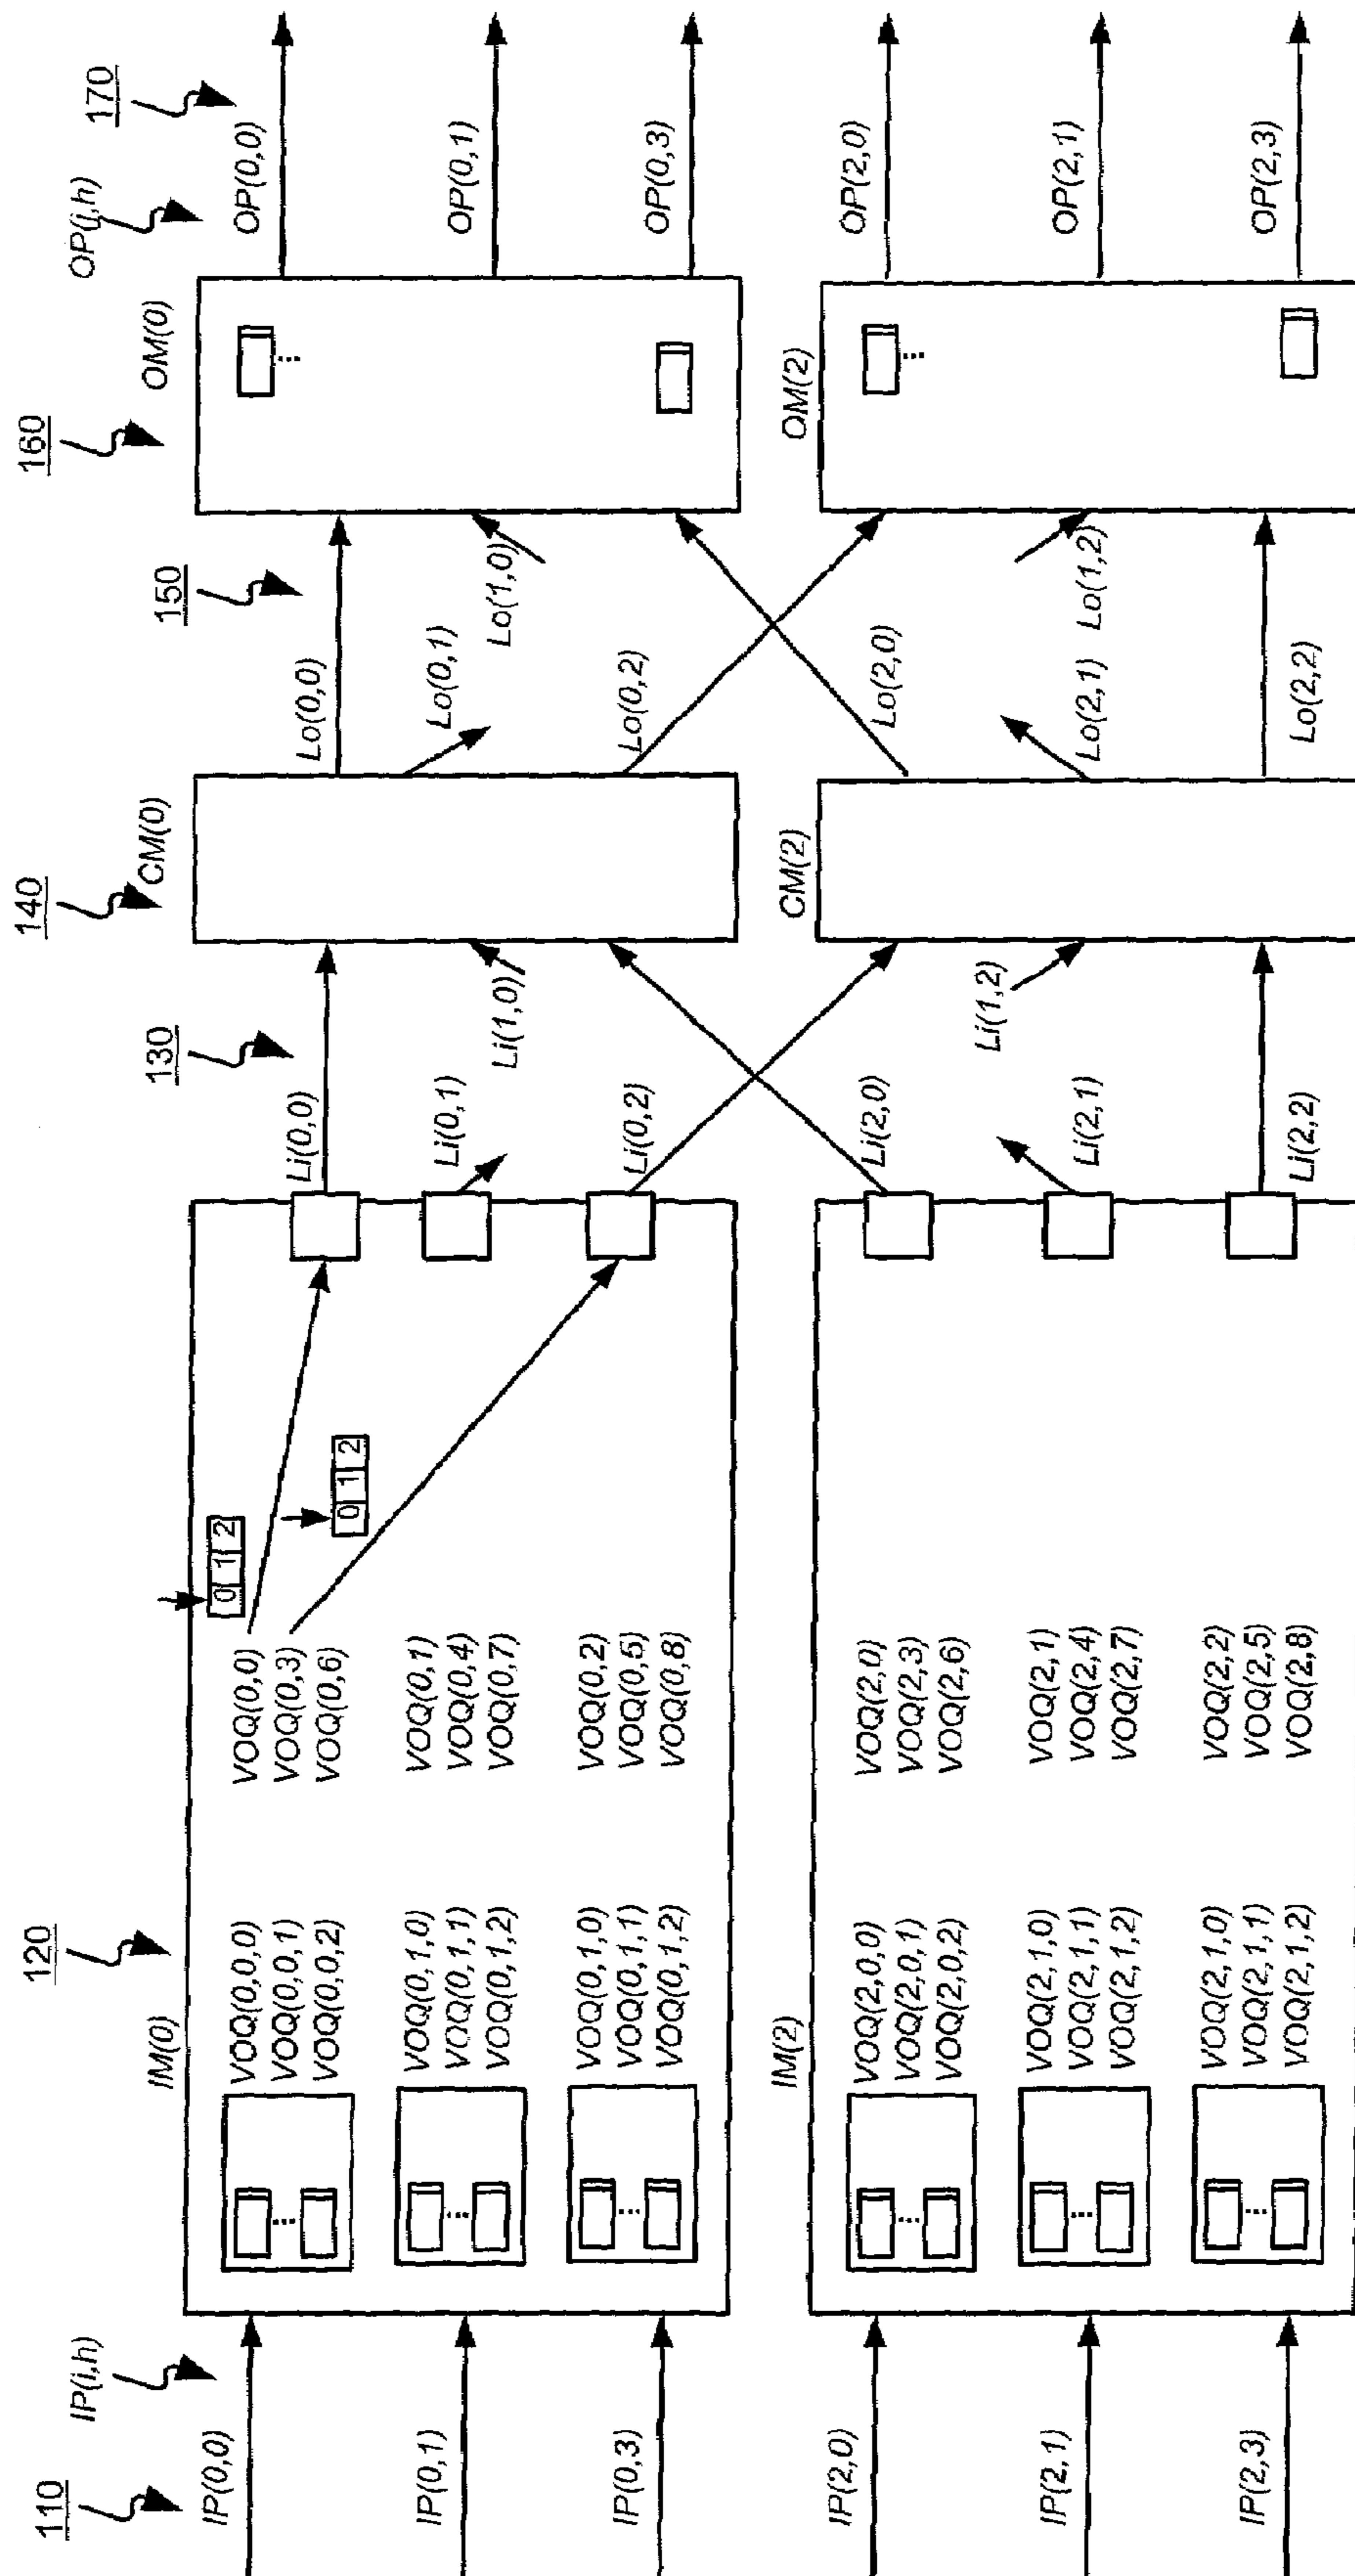 110
IP(i,h)
IP(0,0)
IP(0,1)
IP(0,3)
IP(2,0)
IP(2,1)
IP(2,3)
120
IM(0)
VOQ(0,0,0)
VOQ(0,0,1)
VOQ(0,0,2)
VOQ(0,1,0)
VOQ(0,1,1)
VOQ(0,1,2)
VOQ(0,1,0)
VOQ(0,1,1)
VOQ(0,1,2)
VOQ(0,0)
VOQ(0,3)
VOQ(0,6)
VOQ(0,1)
VOQ(0,4)
VOQ(0,7)
VOQ(0,2)
VOQ(0,5)
VOQ(0,8)
0 1 2
0 1 2
IM(2)
VOQ(2,0,0)
VOQ(2,0,1)
VOQ(2,0,2)
VOQ(2,1,0)
VOQ(2,1,1)
VOQ(2,1,2)
VOQ(2,1,0)
VOQ(2,1,1)
VOQ(2,1,2)
VOQ(2,0)
VOQ(2,3)
VOQ(2,6)
VOQ(2,1)
VOQ(2,4)
VOQ(2,7)
VOQ(2,2)
VOQ(2,5)
VOQ(2,8)
130
Li(0,0)
Li(0,1)
Li(1,0)
Li(0,2)
Li(2,0)
Li(1,2)
Li(2,1)
Li(2,2)
140
CM(0)
CM(2)
150
Lo(0,0)
Lo(0,1)
Lo(1,0)
Lo(0,2)
Lo(2,0)
Lo(2,1)
Lo(1,2)
Lo(2,2)
160
OM(0)
OM(2)
170
OP(j,h)
OP(0,0)
OP(0,1)
OP(0,3)
OP(2,0)
OP(2,1)
OP(2,3)